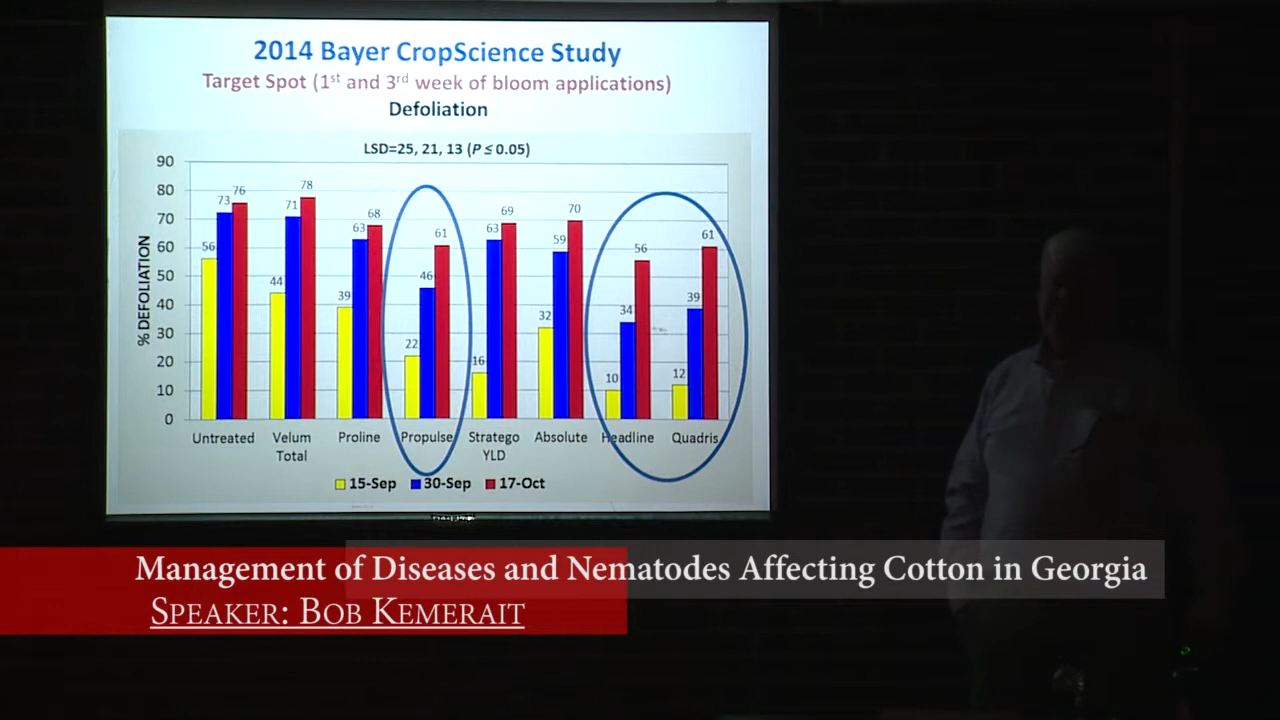 2014 Bayer CropScience Study
Target Spot (1st and 3rd week of bloom applications)
Defoliation
LSD=25, 21, 13 (P ≤ 0.05)
% DEFOLIATION
90
80
70
60
50
40
30
20
10
0
56 73 76
44 71 78
39 63 68
22 46 61
16 63 69
32 59 70
10 34 56
12 39 61
Untreated Velum Total Proline Propulse Stratego YLD Absolute Headline Quadris
15-Sep 30-Sep 17-Oct
Management of Diseases and Nematodes Affecting Cotton in Georgia
SPEAKER: BOB KEMERAIT